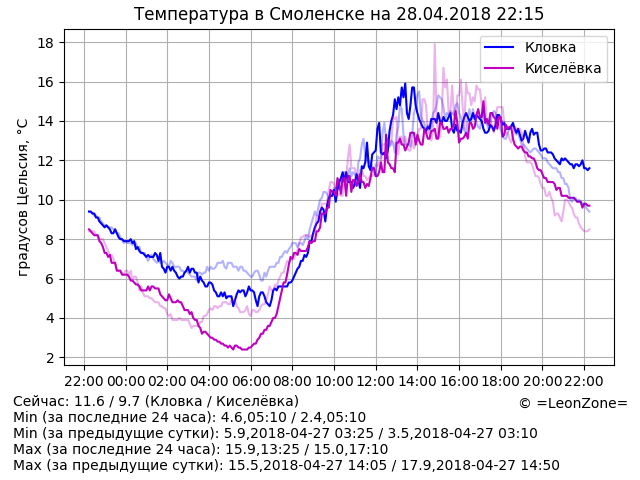 Температура в Смоленске на 28.04.2018 22:15
Кловка
Киселёвка
градусов Цельсия, °C
18
16
14
12
10
8
6
4
2
22:00 00:00 02:00 04:00 06:00 08:00 10:00 12:00 14:00 16:00 18:00 20:00 22:00
Сейчас: 11.6 / 9.7 (Кловка / Киселёвка)
© =LeonZone=
Min (за последние 24 часа): 4.6,05:10 / 2.4,05:10
Min (за предыдущие сутки): 5.9,2018-04-27 03:25 / 3.5,2018-04-27 03:10
Max (за последние 24 часа): 15.9,13:25 / 15.0,17:10
Max (за предыдущие сутки): 15.5,2018-04-27 14:05 / 17.9,2018-04-27 14:50